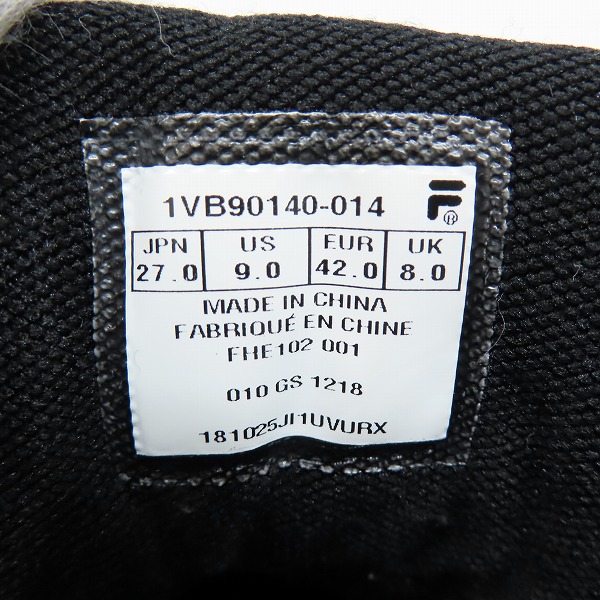 1VB90140-014 F®
JPN US EUR UK
27.0 9.0 42.0 8.0
MADE IN CHINA
FABRIQUÉ EN CHINE
FHE102 001
010 GS 1218
181025JI1UVURX